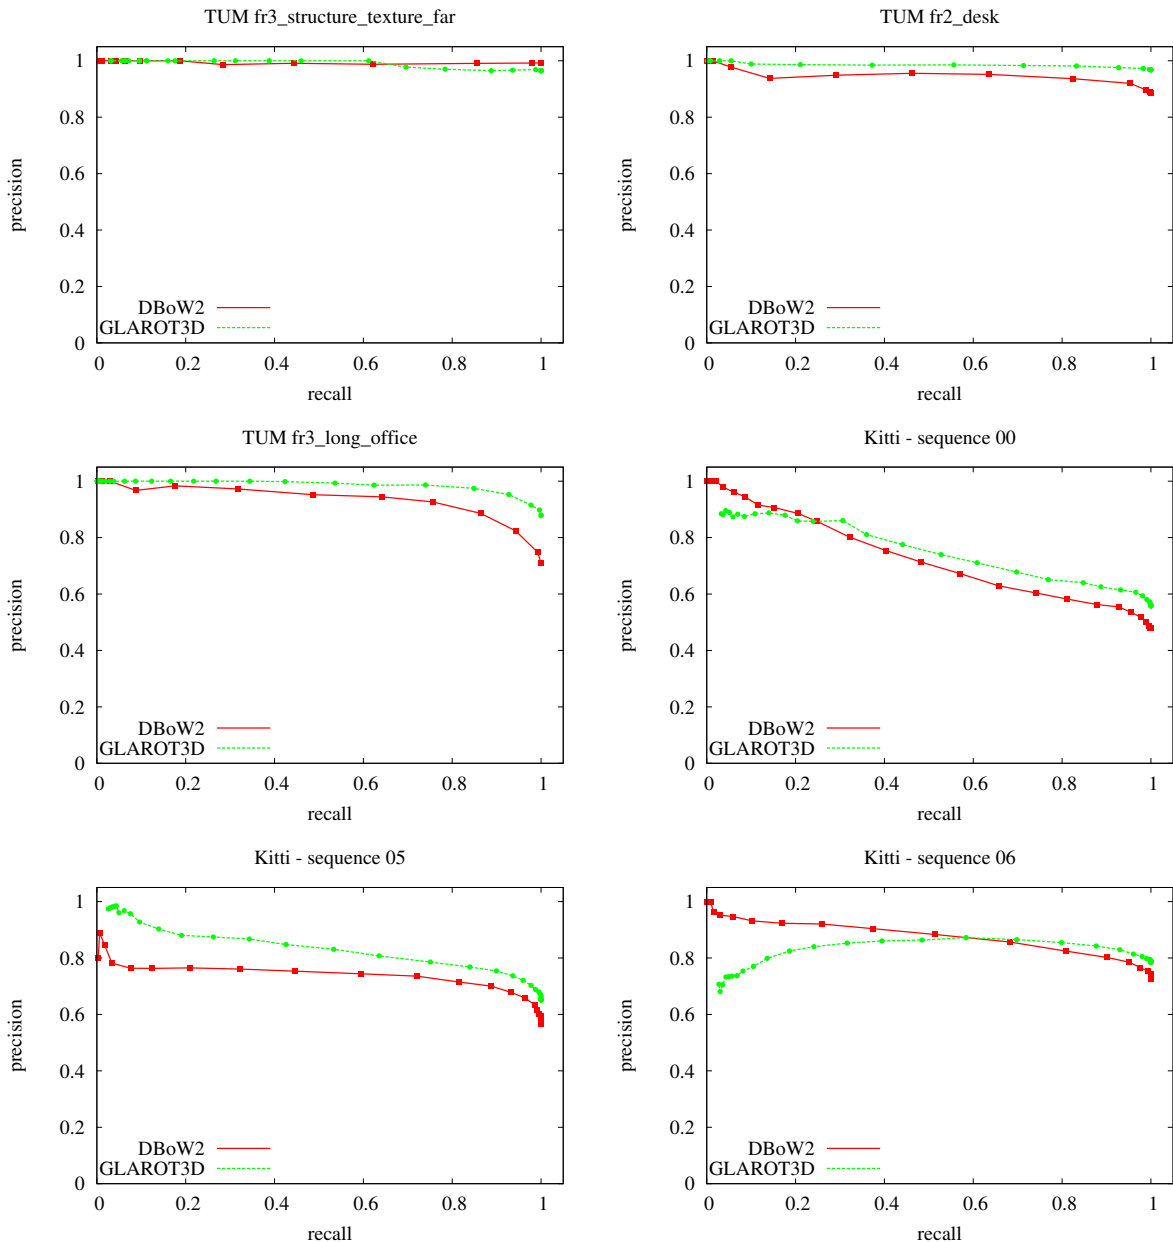 TUM fr3_structure_texture_far
1
0.8
0.6
0.4
0.2
0
precision
DBoW2
GLAROT3D
0 0.2 0.4 0.6 0.8 1
recall
TUM fr2_desk
1
0.8
0.6
0.4
0.2
0
precision
DBoW2
GLAROT3D
0 0.2 0.4 0.6 0.8 1
recall
TUM fr3_long_office
1
0.8
0.6
0.4
0.2
0
precision
DBoW2
GLAROT3D
0 0.2 0.4 0.6 0.8 1
recall
Kitti - sequence 00
1
0.8
0.6
0.4
0.2
0
precision
DBoW2
GLAROT3D
0 0.2 0.4 0.6 0.8 1
recall
Kitti - sequence 05
1
0.8
0.6
0.4
0.2
0
precision
DBoW2
GLAROT3D
0 0.2 0.4 0.6 0.8 1
recall
Kitti - sequence 06
1
0.8
0.6
0.4
0.2
0
precision
DBoW2
GLAROT3D
0 0.2 0.4 0.6 0.8 1
recall